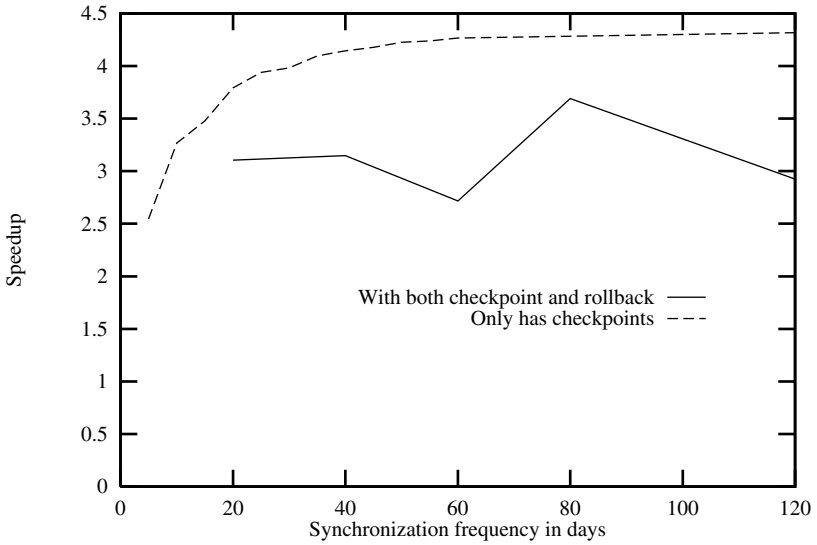 4.5
4
3.5
3
2.5
2
1.5
1
0.5
0
Speedup
With both checkpoint and rollback
Only has checkpoints
0 20 40 60 80 100 120
Synchronization frequency in days